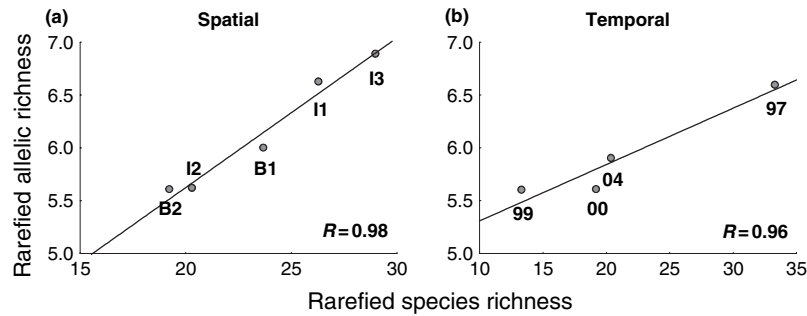 (a) Spatial
(b) Temporal
Rarefied allelic richness
7.0
6.5
6.0
5.5
5.0
I3
I1
I2
B1
B2
R=0.98
15 20 25 30
7.0
6.5
6.0
5.5
5.0
97
04
99 00
R=0.96
10 15 20 25 30 35
Rarefied species richness